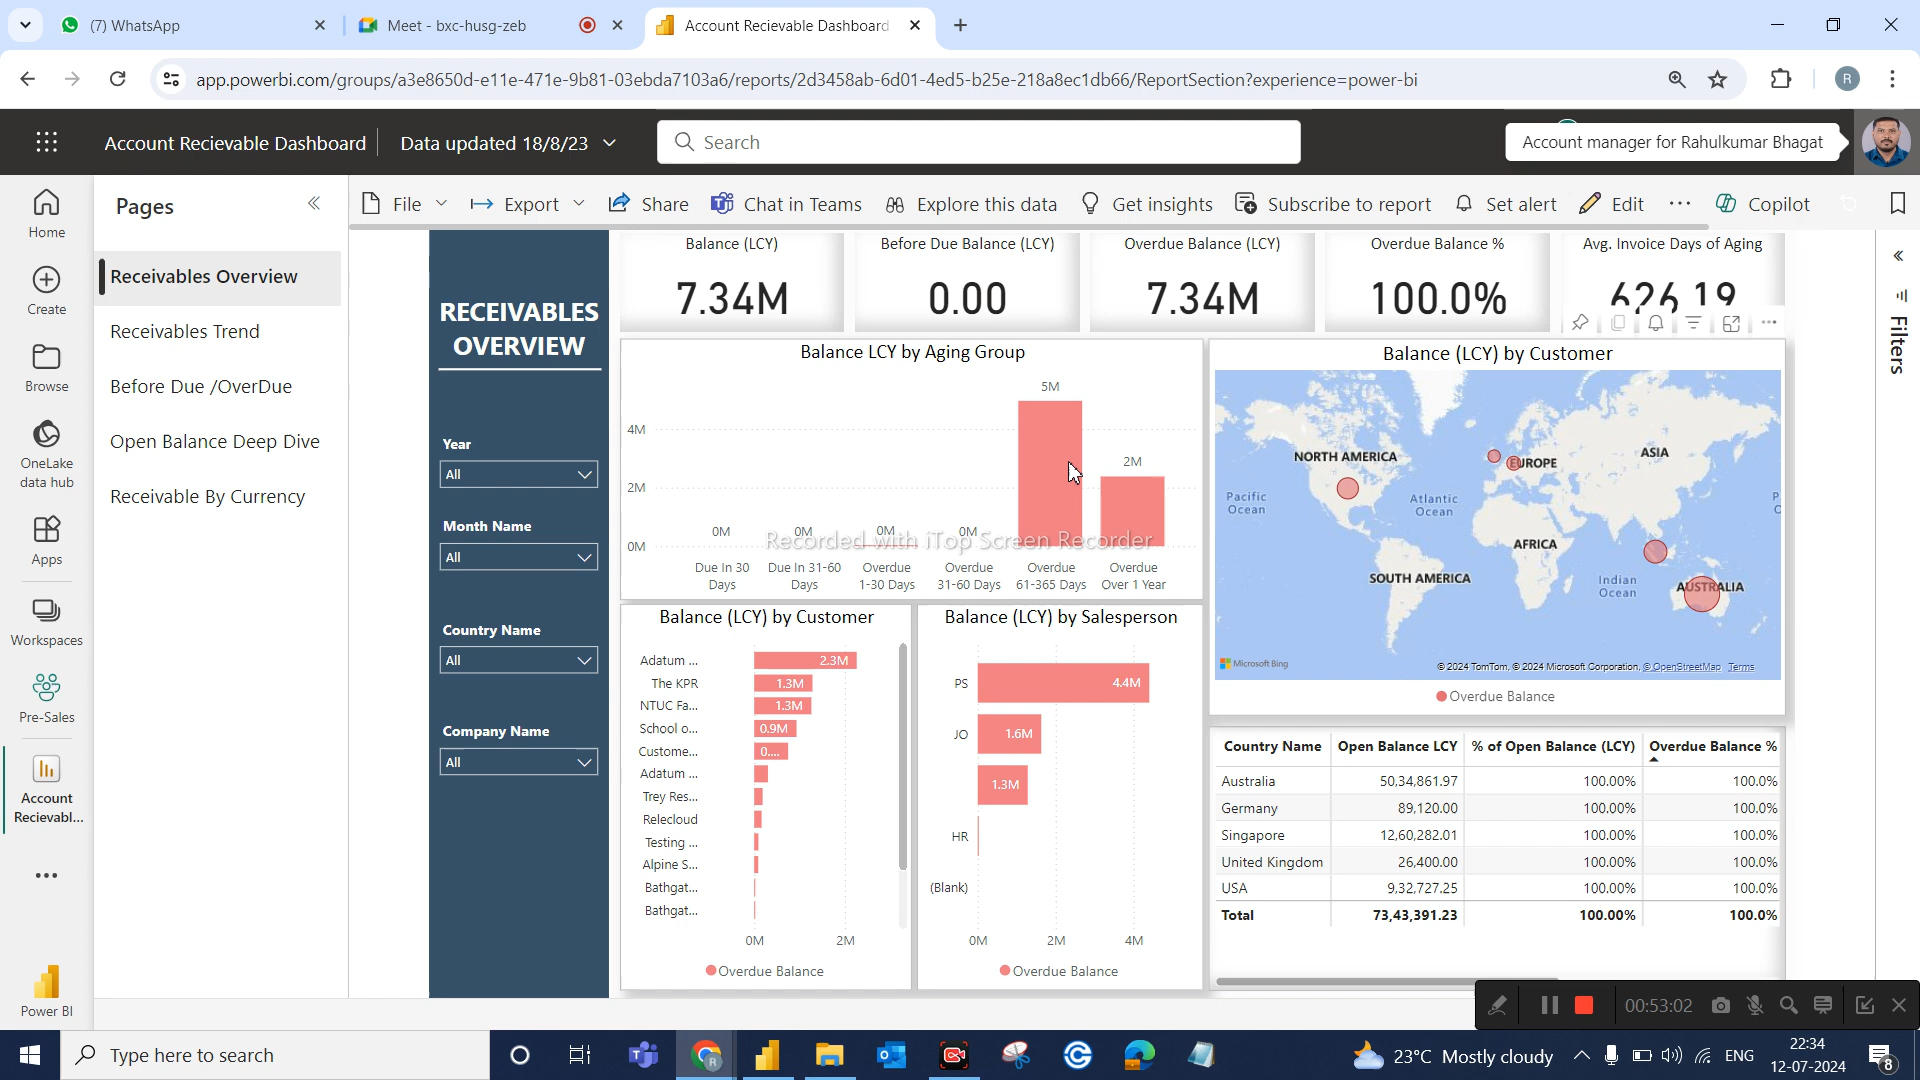 (7) WhatsApp
Meet - bxc-husg-zeb
Account Recievable Dashboard
app.powerbi.com/groups/a3e8650d-e11e-471e-9b81-03ebda7103a6/reports/2d3458ab-6d01-4ed5-b25e-218a8ec1db66/ReportSection?experience=power-bi
R
Account Recievable Dashboard
Data updated 18/8/23
Search
Account manager for Rahulkumar Bhagat
Home
Create
Browse
OneLake
data hub
Apps
Workspaces
Pre-Sales
Account
Recievabl...
Power BI
Pages
Receivables Overview
Receivables Trend
Before Due /OverDue
Open Balance Deep Dive
Receivable By Currency
File
Export
Share
Chat in Teams
Explore this data
Get insights
Subscribe to report
Set alert
Edit
Copilot
Filters
RECEIVABLES
OVERVIEW
Year
All
Month Name
All
Country Name
All
Company Name
All
Balance (LCY)
7.34M
Before Due Balance (LCY)
0.00
Overdue Balance (LCY)
7.34M
Overdue Balance %
100.0%
Avg. Invoice Days of Aging
626.19
Balance LCY by Aging Group
5M
4M
2M
2M
0M
0M
0M
0M
0M
Recorded with iTop Screen Recorder
Due In 30
Days
Due In 31-60
Days
Overdue
1-30 Days
Overdue
31-60 Days
Overdue
61-365 Days
Overdue
Over 1 Year
Balance (LCY) by Customer
NORTH AMERICA
EUROPE
ASIA
Pacific
Ocean
Atlantic
Ocean
P
C
AFRICA
SOUTH AMERICA
Indian
Ocean
AUSTRALIA
Microsoft Bing
© 2024 TomTom, © 2024 Microsoft Corporation, © OpenStreetMap Terms
Overdue Balance
Balance (LCY) by Customer
Adatum ...
2.3M
The KPR
1.3M
NTUC Fa...
1.3M
School o...
0.9M
Custome...
0....
Adatum ...
Trey Res...
Relecloud
Testing ...
Alpine S...
Bathgat...
Bathgat...
0M
2M
Overdue Balance
Balance (LCY) by Salesperson
PS
4.4M
JO
1.6M
1.3M
HR
(Blank)
0M
2M
4M
Overdue Balance
Country Name Open Balance LCY % of Open Balance (LCY) Overdue Balance %
Australia 50,34,861.97 100.00% 100.0%
Germany 89,120.00 100.00% 100.0%
Singapore 12,60,282.01 100.00% 100.0%
United Kingdom 26,400.00 100.00% 100.0%
USA 9,32,727.25 100.00% 100.0%
Total 73,43,391.23 100.00% 100.0%
00:53:02
Type here to search
23°C Mostly cloudy
ENG
22:34
12-07-2024
8